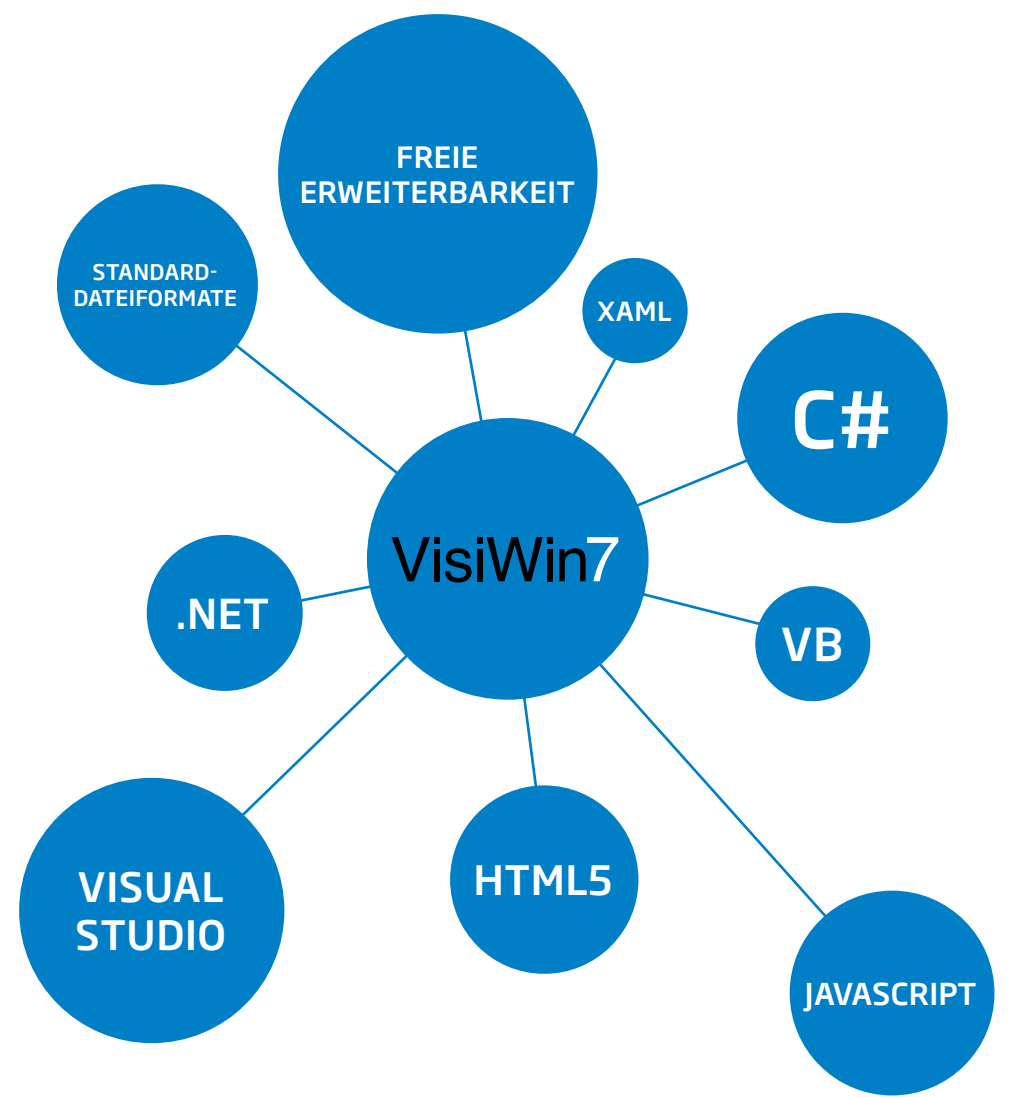 FREIE
ERWEITERBARKEIT
STANDARD-
DATEIFORMATE
XAML
C#
VisiWin7
.NET
VB
VISUAL
STUDIO
HTML5
JAVASCRIPT